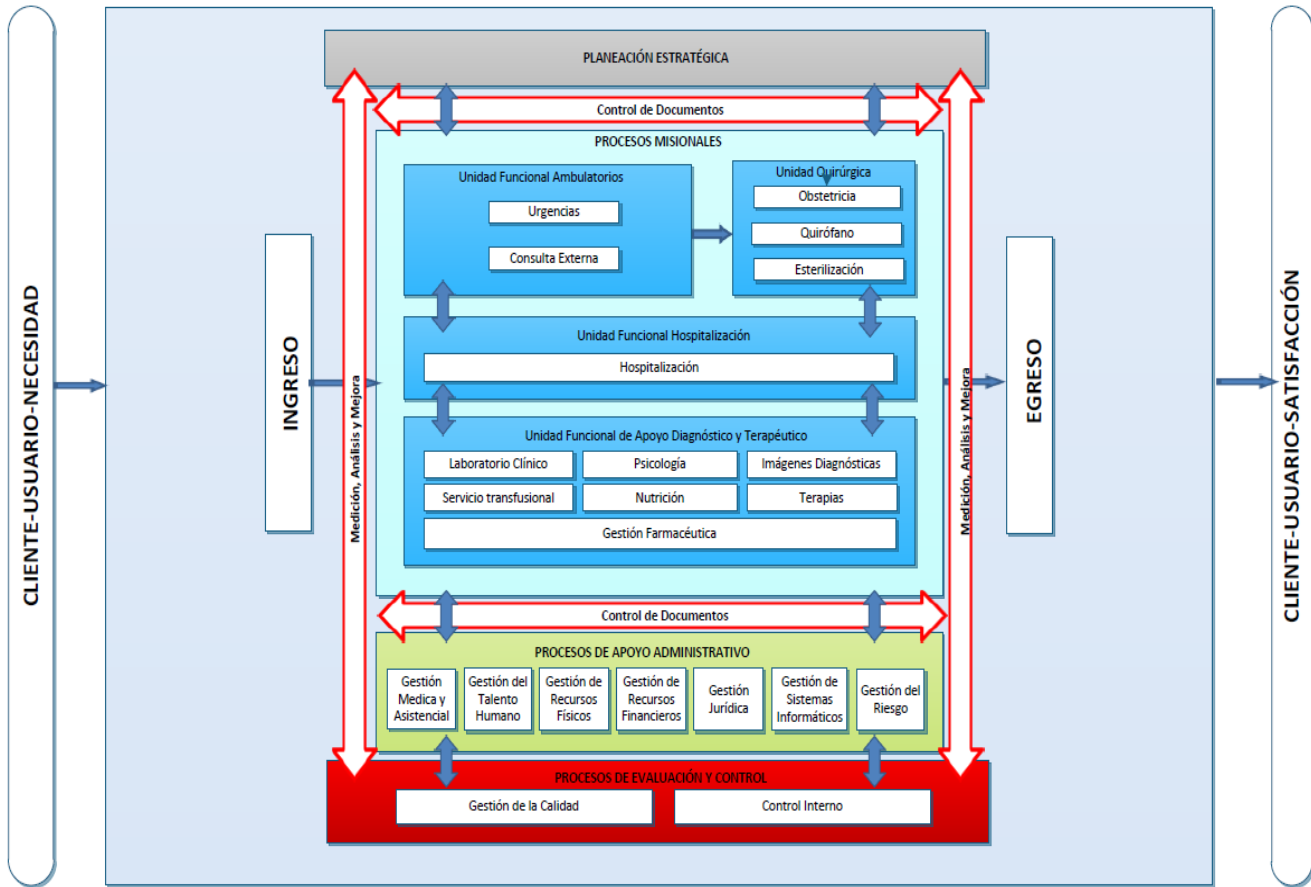 CLIENTE-USUARIO-NECESIDAD
PLANEACIÓN ESTRATÉGICA
Control de Documentos
PROCESOS MISIONALES
Unidad Funcional Ambulatorios
Urgencias
Consulta Externa
Unidad Quirúrgica
Obstetricia
Quirófano
Esterilización
INGRESO
Medición, Análisis y Mejora
Unidad Funcional Hospitalización
Hospitalización
Unidad Funcional de Apoyo Diagnóstico y Terapéutico
Laboratorio Clínico
Psicología
Imágenes Diagnósticas
Servicio transfusional
Nutrición
Terapias
Gestión Farmacéutica
Medición, Análisis y Mejora
EGRESO
Control de Documentos
PROCESOS DE APOYO ADMINISTRATIVO
Gestión
Medica y
Asistencial
Gestión del
Talento
Humano
Gestión de
Recursos
Físicos
Gestión de
Recursos
Financieros
Gestión
Jurídica
Gestión de
Sistemas
Informáticos
Gestión del
Riesgo
PROCESOS DE EVALUACIÓN Y CONTROL
Gestión de la Calidad
Control Interno
CLIENTE-USUARIO-SATISFACCIÓN